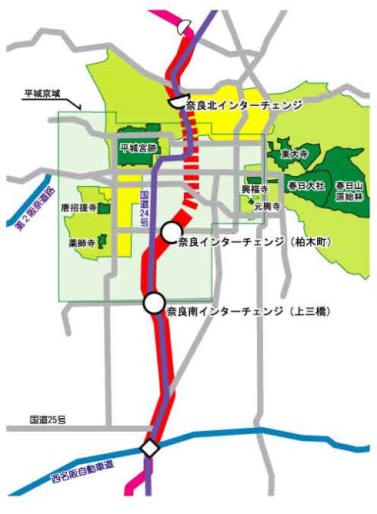 奈良北インターチェンジ
平城京域
平城宮跡
東大寺
国道24号
興福寺
春日大社
春日山
原始林
元興寺
第2阪奈道路
唐招提寺
薬師寺
奈良インターチェンジ（柏木町）
奈良南インターチェンジ（上三橋）
国道25号
西名阪自動車道